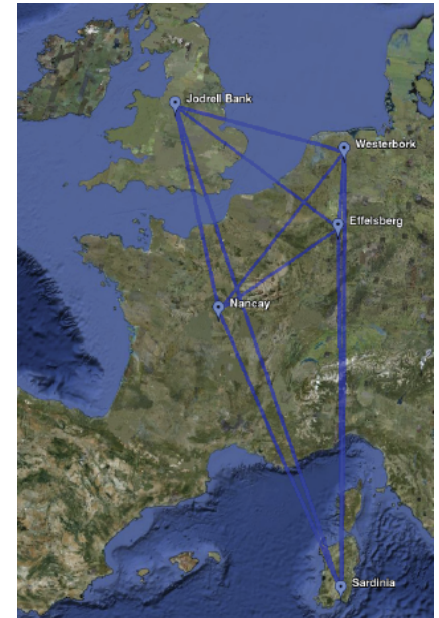 Jodrell Bank
Westerbork
Effelsberg
Nancay
Sardinia